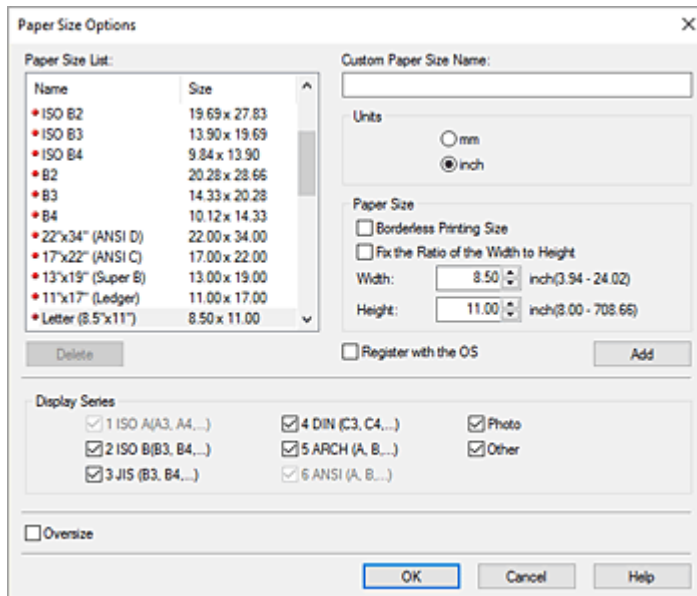 Paper Size Options
Paper Size List:
Name Size
ISO B2 19.69 x 27.83
ISO B3 13.90 x 19.69
ISO B4 9.84 x 13.90
B2 20.28 x 28.66
B3 14.33 x 20.28
B4 10.12 x 14.33
22"x34" (ANSI D) 22.00 x 34.00
17"x22" (ANSI C) 17.00 x 22.00
13"x19" (Super B) 13.00 x 19.00
11"x17" (Ledger) 11.00 x 17.00
Letter (8.5"x11") 8.50 x 11.00
Delete
Custom Paper Size Name:
Units
mm
inch
Paper Size
Borderless Printing Size
Fix the Ratio of the Width to Height
Width: 8.50 inch(3.94 - 24.02)
Height: 11.00 inch(8.00 - 708.66)
Register with the OS Add
Display Series
1 ISO A(A3, A4,...) 4 DIN (C3, C4,...) Photo
2 ISO B(B3, B4,...) 5 ARCH (A, B,...) Other
3 JIS (B3, B4,...) 6 ANSI (A, B,...)
Oversize
OK Cancel Help